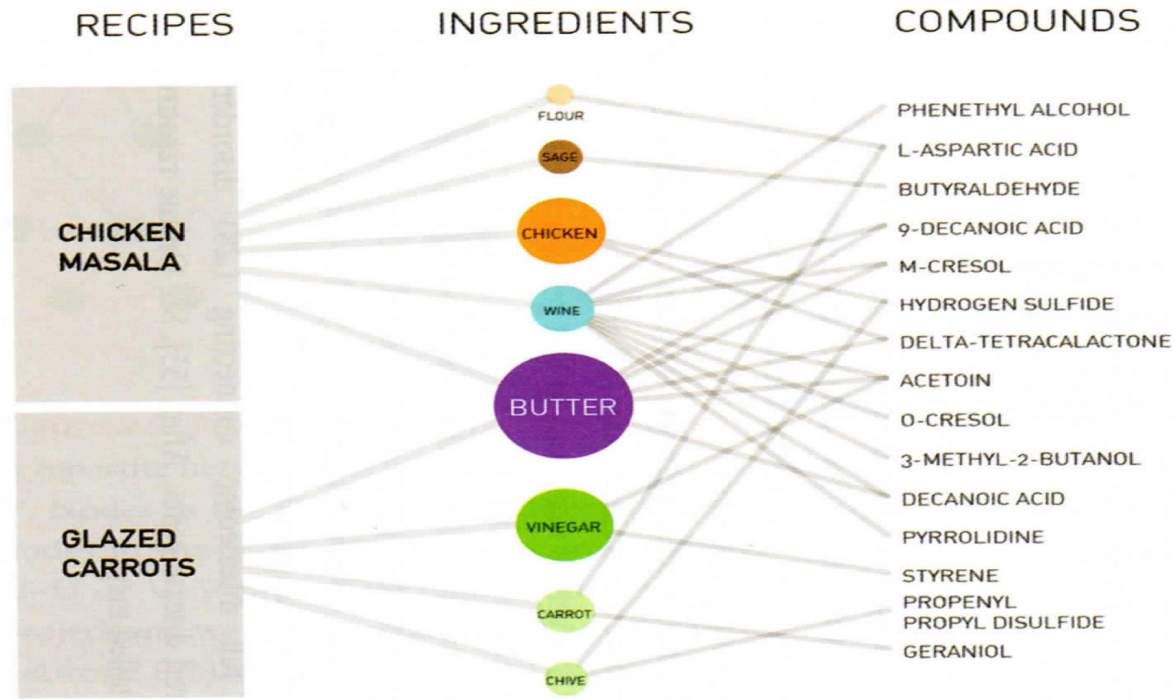 RECIPES
INGREDIENTS
COMPOUNDS
CHICKEN
MASALA
GLAZED
CARROTS
FLOUR
SAGE
CHICKEN
WINE
BUTTER
VINEGAR
CARROT
CHIVE
PHENETHYL ALCOHOL
L-ASPARTIC ACID
BUTYRALDEHYDE
9-DECANOIC ACID
M-CRESOL
HYDROGEN SULFIDE
DELTA-TETRACALACTONE
ACETOIN
O-CRESOL
3-METHYL-2-BUTANOL
DECANOIC ACID
PYRROLIDINE
STYRENE
PROPENYL
PROPYL DISULFIDE
GERANIOL